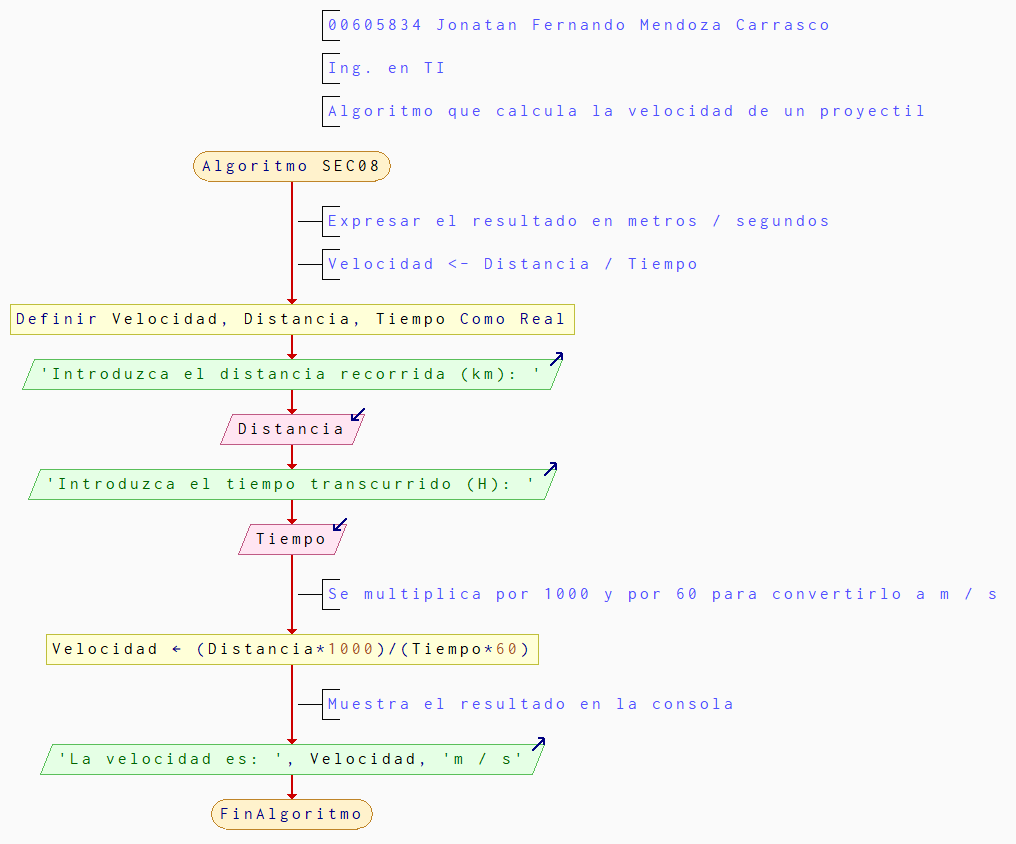 00605834 Jonatan Fernando Mendoza Carrasco
Ing. en TI
Algoritmo que calcula la velocidad de un proyectil
Algoritmo SEC08
Expresar el resultado en metros / segundos
Velocidad <- Distancia / Tiempo
Definir Velocidad, Distancia, Tiempo Como Real
'Introduzca el distancia recorrida (km): '
Distancia
'Introduzca el tiempo transcurrido (H): '
Tiempo
Se multiplica por 1000 y por 60 para convertirlo a m / s
Velocidad ← (Distancia*1000)/(Tiempo*60)
Muestra el resultado en la consola
'La velocidad es: ', Velocidad, 'm / s'
FinAlgoritmo